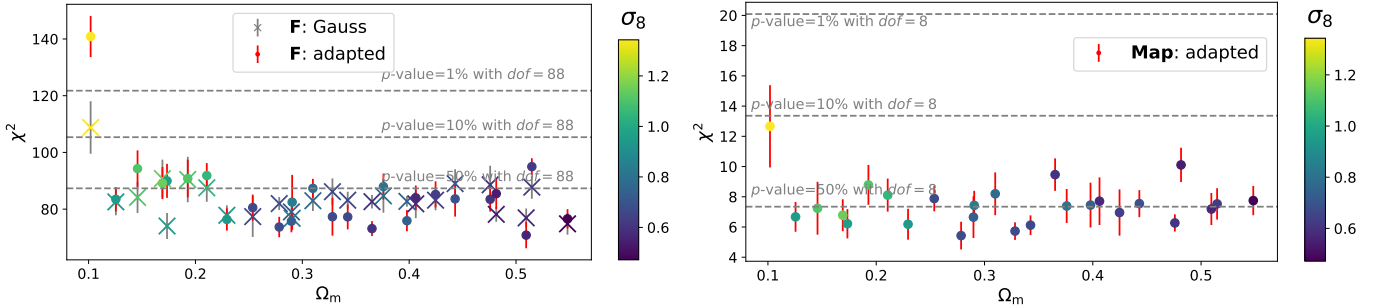 140
120
100
80
χ²
F: Gauss
F: adapted
p-value=1% with dof = 88
p-value=10% with dof = 88
p-value=50% with dof = 88
0.1 0.2 0.3 0.4 0.5
Ωm
σ8
1.2
1.0
0.8
0.6
20
18
16
14
12
10
8
6
4
χ²
p-value=1% with dof = 8
Map: adapted
p-value=10% with dof = 8
p-value=50% with dof = 8
0.1 0.2 0.3 0.4 0.5
Ωm
σ8
1.2
1.0
0.8
0.6